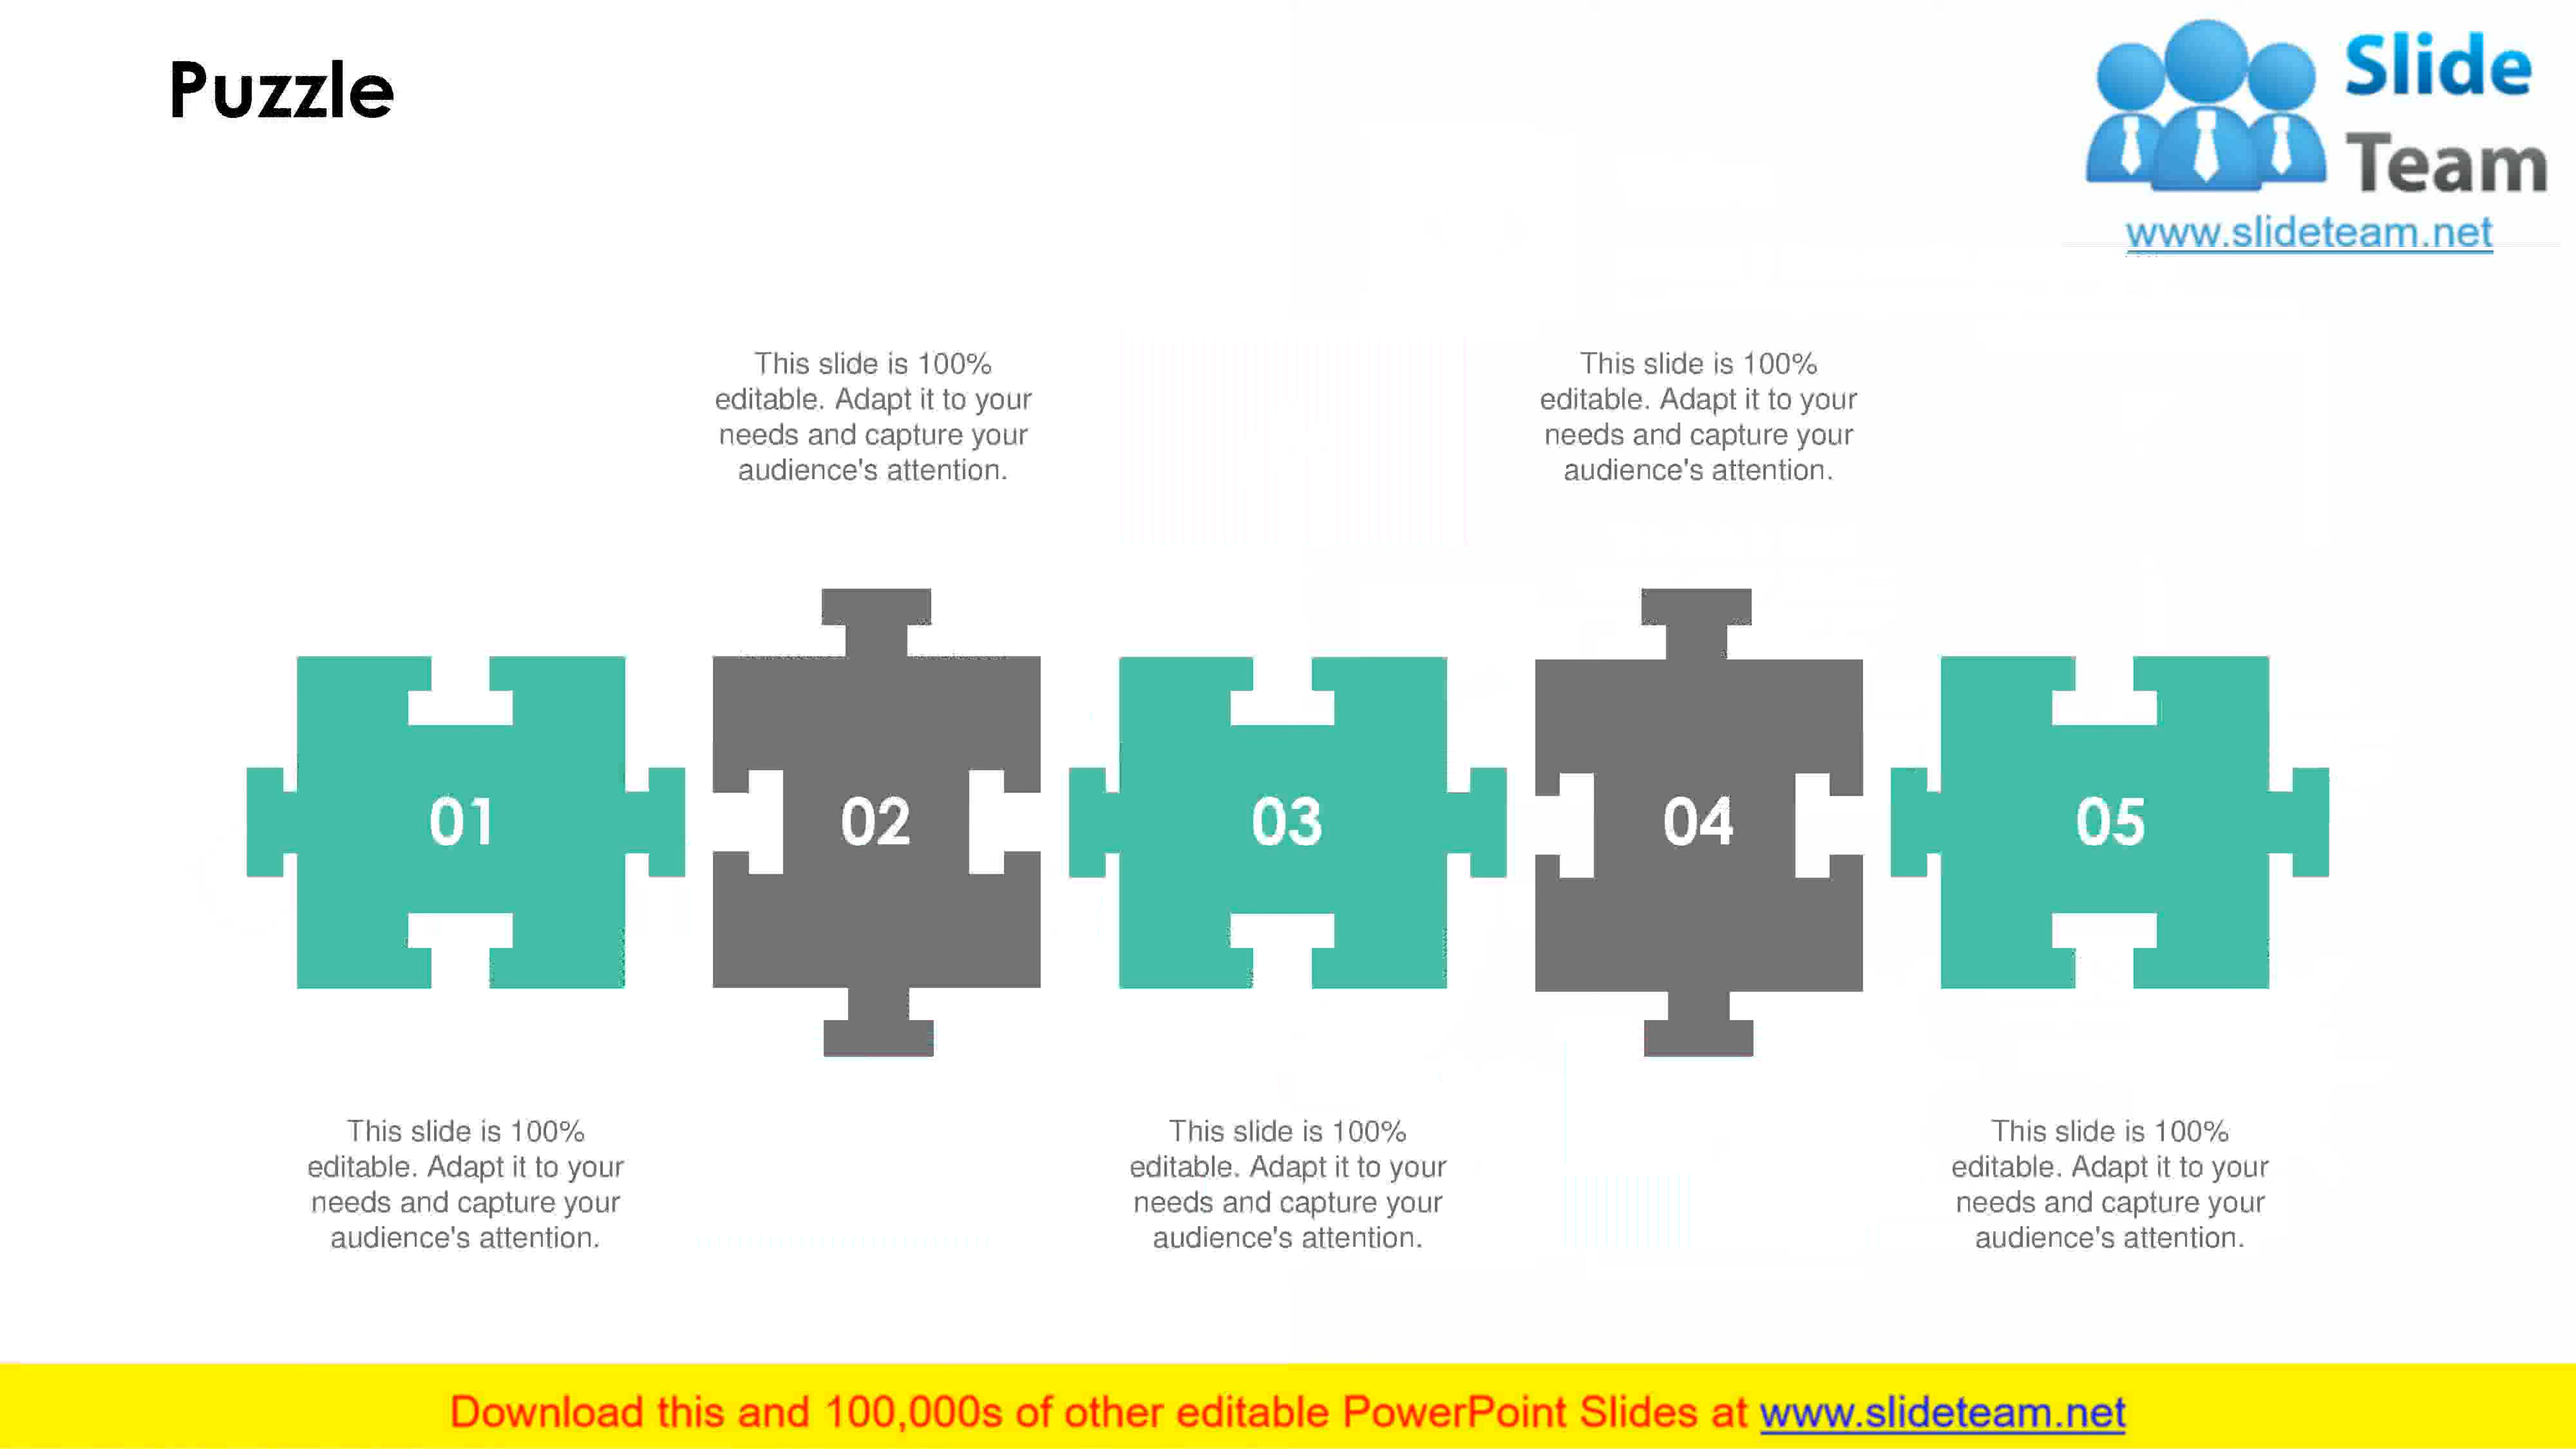 Puzzle
Slide
Team
www.slideteam.net
This slide is 100%
editable. Adapt it to your
needs and capture your
audience's attention.
This slide is 100%
editable. Adapt it to your
needs and capture your
audience's attention.
01
02
03
04
05
This slide is 100%
editable. Adapt it to your
needs and capture your
audience's attention.
This slide is 100%
editable. Adapt it to your
needs and capture your
audience's attention.
This slide is 100%
editable. Adapt it to your
needs and capture your
audience's attention.
Download this and 100,000s of other editable PowerPoint Slides at www.slideteam.net